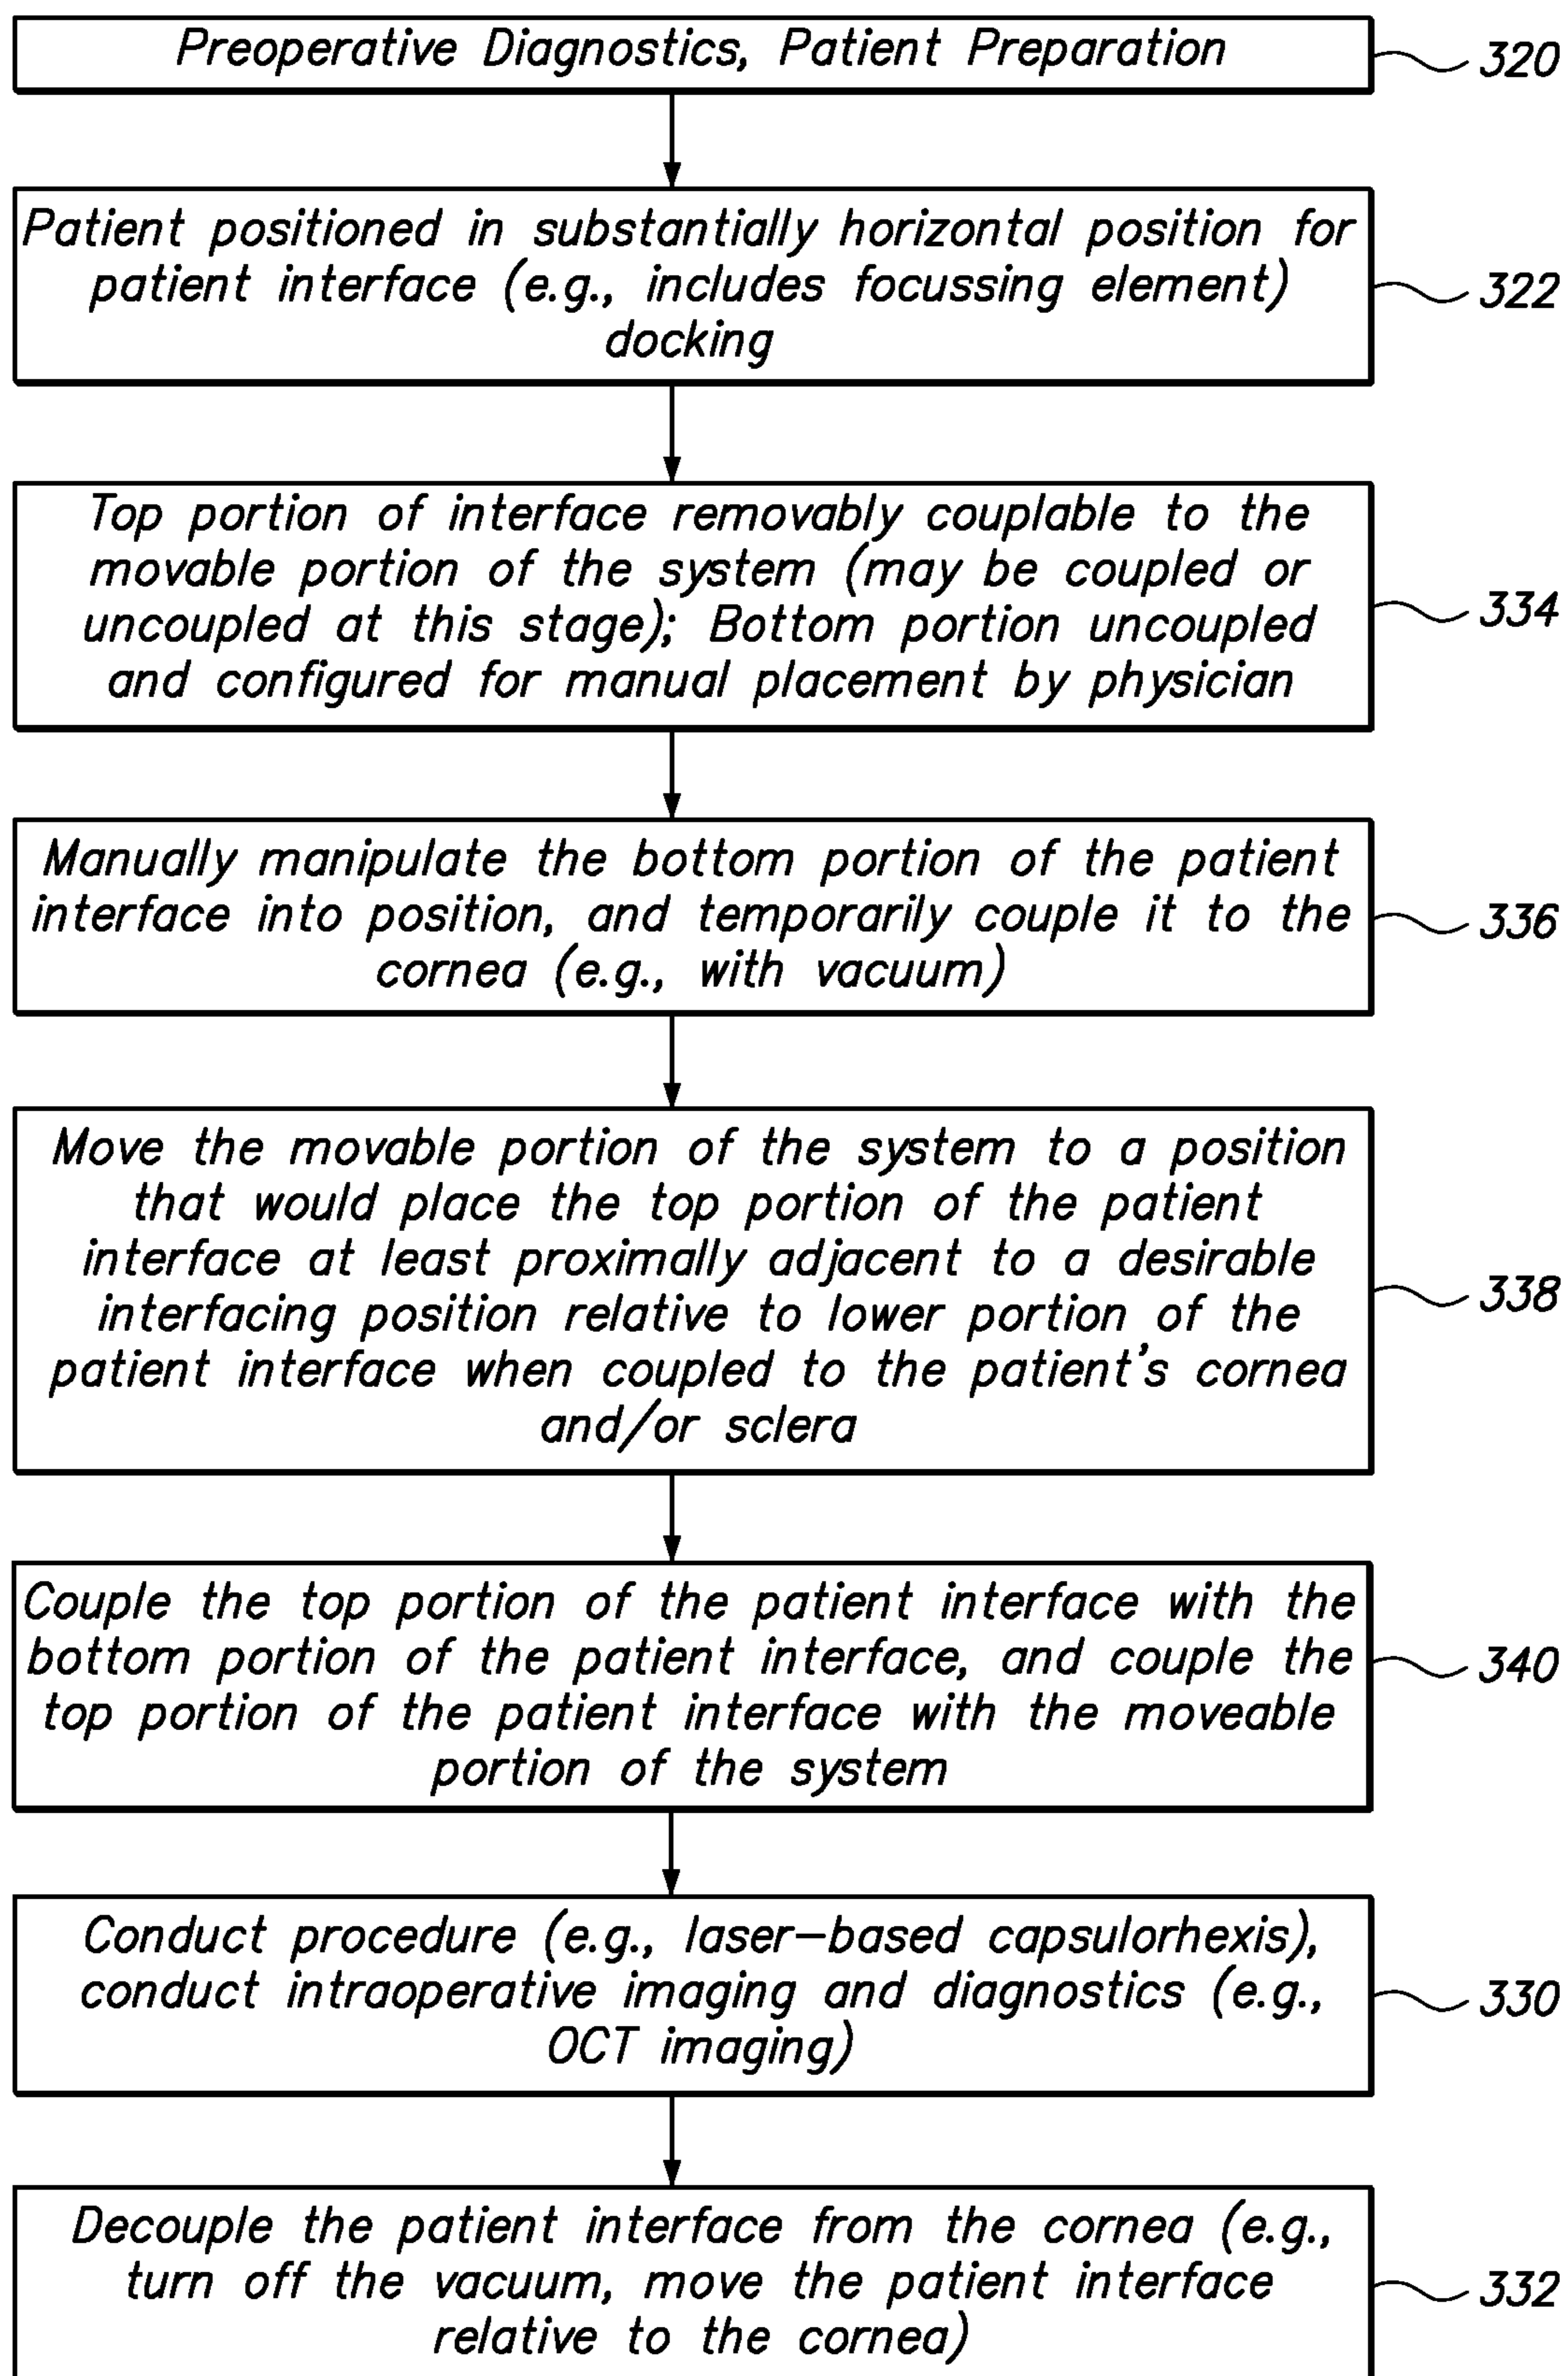 Preoperative Diagnostics, Patient Preparation
320
Patient positioned in substantially horizontal position for
patient interface (e.g., includes focussing element)
docking
322
Top portion of interface removably couplable to the
movable portion of the system (may be coupled or
uncoupled at this stage); Bottom portion uncoupled
and configured for manual placement by physician
334
Manually manipulate the bottom portion of the patient
interface into position, and temporarily couple it to the
cornea (e.g., with vacuum)
336
Move the movable portion of the system to a position
that would place the top portion of the patient
interface at least proximally adjacent to a desirable
interfacing position relative to lower portion of the
patient interface when coupled to the patient's cornea
and/or sclera
338
Couple the top portion of the patient interface with the
bottom portion of the patient interface, and couple the
top portion of the patient interface with the moveable
portion of the system
340
Conduct procedure (e.g., laser-based capsulorhexis),
conduct intraoperative imaging and diagnostics (e.g.,
OCT imaging)
330
Decouple the patient interface from the cornea (e.g.,
turn off the vacuum, move the patient interface
relative to the cornea)
332